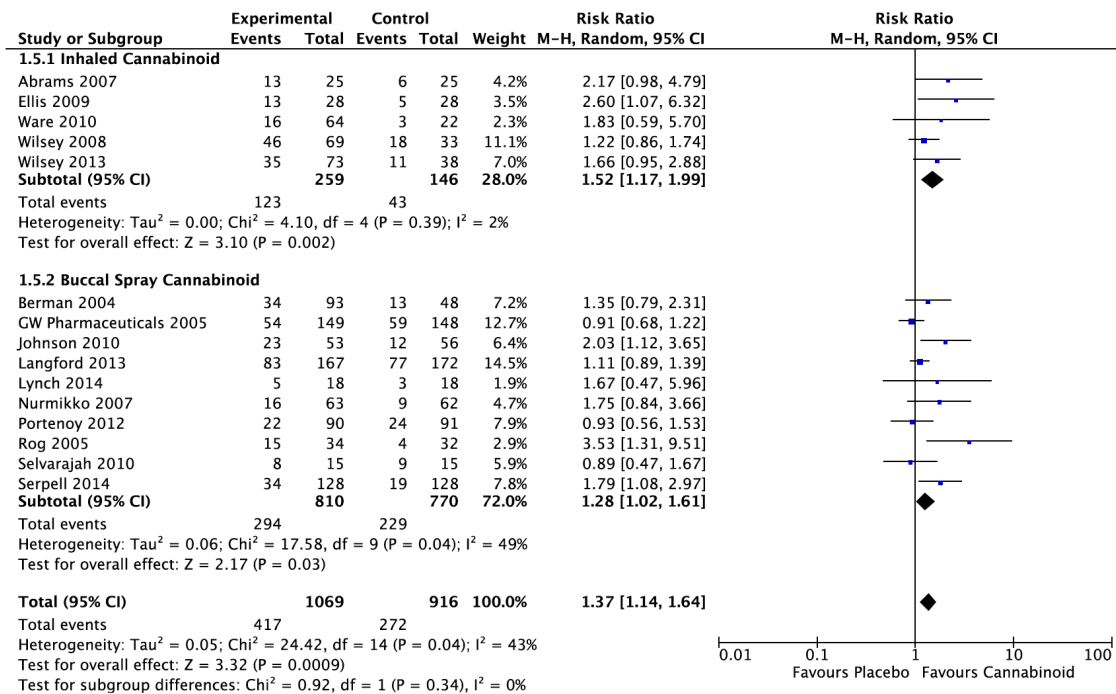 Experimental Control Risk Ratio Risk Ratio
Study or Subgroup Events Total Events Total Weight M-H, Random, 95% CI M-H, Random, 95% CI
1.5.1 Inhaled Cannabinoid
Abrams 2007 13 25 6 25 4.2% 2.17 [0.98, 4.79]
Ellis 2009 13 28 5 28 3.5% 2.60 [1.07, 6.32]
Ware 2010 16 64 3 22 2.3% 1.83 [0.59, 5.70]
Wilsey 2008 46 69 18 33 11.1% 1.22 [0.86, 1.74]
Wilsey 2013 35 73 11 38 7.0% 1.66 [0.95, 2.88]
Subtotal (95% CI) 259 146 28.0% 1.52 [1.17, 1.99]
Total events 123 43
Heterogeneity: Tau² = 0.00; Chi² = 4.10, df = 4 (P = 0.39); I² = 2%
Test for overall effect: Z = 3.10 (P = 0.002)
1.5.2 Buccal Spray Cannabinoid
Berman 2004 34 93 13 48 7.2% 1.35 [0.79, 2.31]
GW Pharmaceuticals 2005 54 149 59 148 12.7% 0.91 [0.68, 1.22]
Johnson 2010 23 53 12 56 6.4% 2.03 [1.12, 3.65]
Langford 2013 83 167 77 172 14.5% 1.11 [0.89, 1.39]
Lynch 2014 5 18 3 18 1.9% 1.67 [0.47, 5.96]
Nurmikko 2007 16 63 9 62 4.7% 1.75 [0.84, 3.66]
Portenoy 2012 22 90 24 91 7.9% 0.93 [0.56, 1.53]
Rog 2005 15 34 4 32 2.9% 3.53 [1.31, 9.51]
Selvarajah 2010 8 15 9 15 5.9% 0.89 [0.47, 1.67]
Serpell 2014 34 128 19 128 7.8% 1.79 [1.08, 2.97]
Subtotal (95% CI) 810 770 72.0% 1.28 [1.02, 1.61]
Total events 294 229
Heterogeneity: Tau² = 0.06; Chi² = 17.58, df = 9 (P = 0.04); I² = 49%
Test for overall effect: Z = 2.17 (P = 0.03)
Total (95% CI) 1069 916 100.0% 1.37 [1.14, 1.64]
Total events 417 272
Heterogeneity: Tau² = 0.05; Chi² = 24.42, df = 14 (P = 0.04); I² = 43%
Test for overall effect: Z = 3.32 (P = 0.0009)
Test for subgroup differences: Chi² = 0.92, df = 1 (P = 0.34), I² = 0%
0.01 0.1 1 10 100
Favours Placebo Favours Cannabinoid